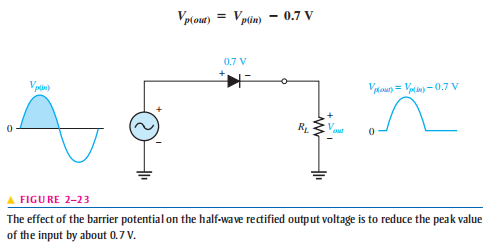 Vp(out) = Vp(in) − 0.7 V
0.7 V
+ −
Vp(in)
0
+
−
RL
+
Vout
−
Vp(out) = Vp(in) − 0.7 V
0
▲ FIGURE 2–23
The effect of the barrier potential on the half-wave rectified output voltage is to reduce the peak value
of the input by about 0.7 V.